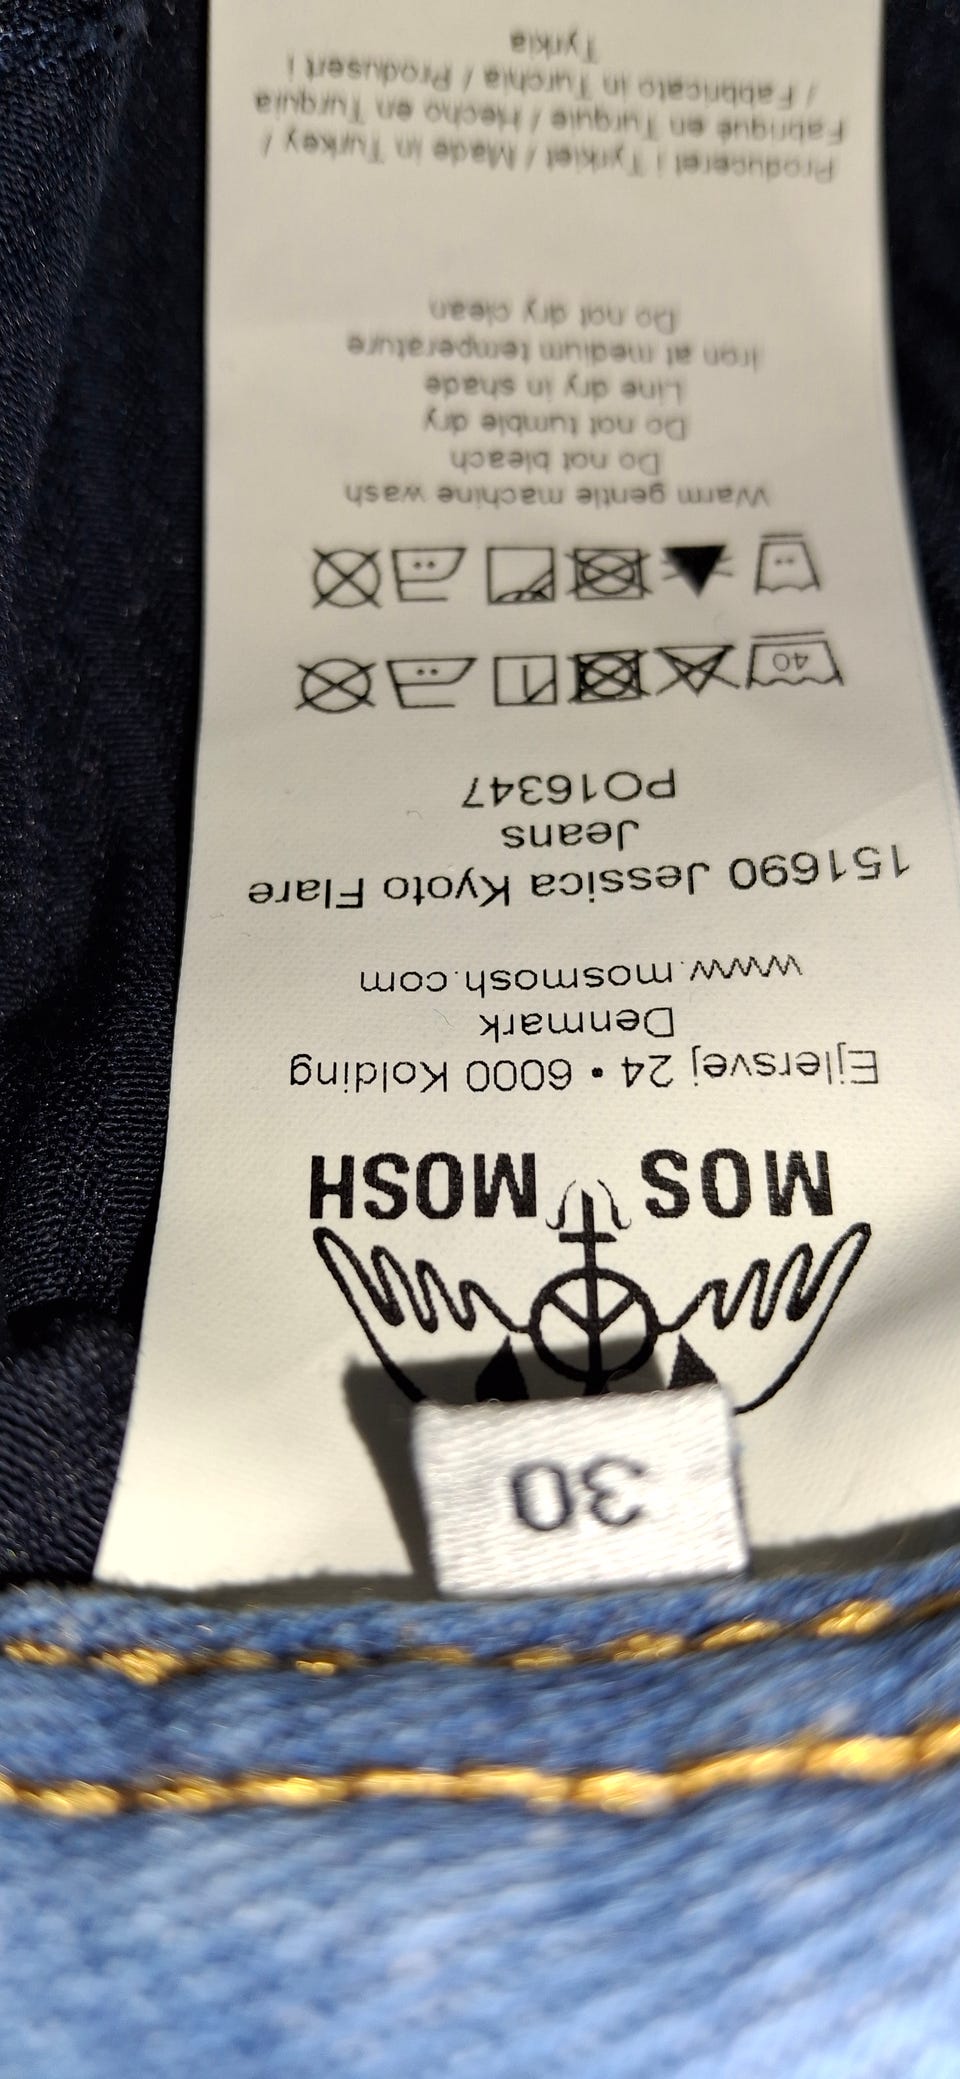 30
MOS MOSH
Ejlersvej 24 • 6000 Kolding
Denmark
www.mosmosh.com
151690 Jessica Kyoto Flare
Jeans
PO16347
40
Warm gentle machine wash
Do not bleach
Do not tumble dry
Line dry in shade
Iron at medium temperature
Do not dry clean
Produceret i Tyrkiet / Made in Turkey /
Fabriqué en Turquie / Hecho en Turquía
/ Fabbricato in Turchia / Produsert i
Tyrkia